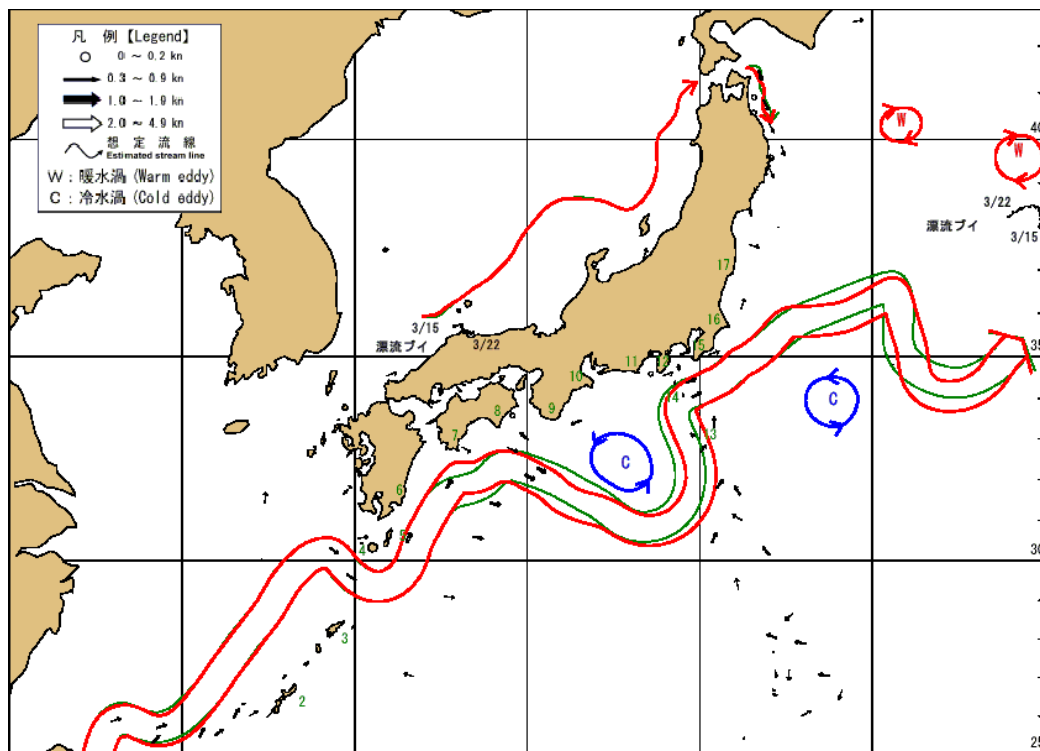 凡 例【Legend】
0 ~ 0.2 kn
0.3 ~ 0.9 kn
1.0 ~ 1.9 kn
2.0 ~ 4.9 kn
想定流線
Estimated stream line
W : 暖水渦 (Warm eddy)
C : 冷水渦 (Cold eddy)
W
40
W
3/22
漂流ブイ
3/15
17
16
3/15
漂流ブイ
3/22
15
35
12
11
10
14
C
9
8
13
7
C
6
5
4
30
3
2
25